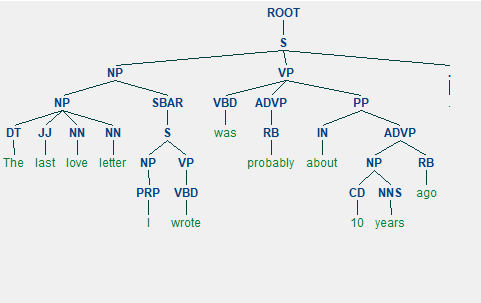 ROOT
S
NP VP .
NP SBAR VBD ADVP PP .
DT JJ NN NN S was RB IN ADVP
The last love letter NP VP probably about NP RB
PRP VBD CD NNS ago
I wrote 10 years